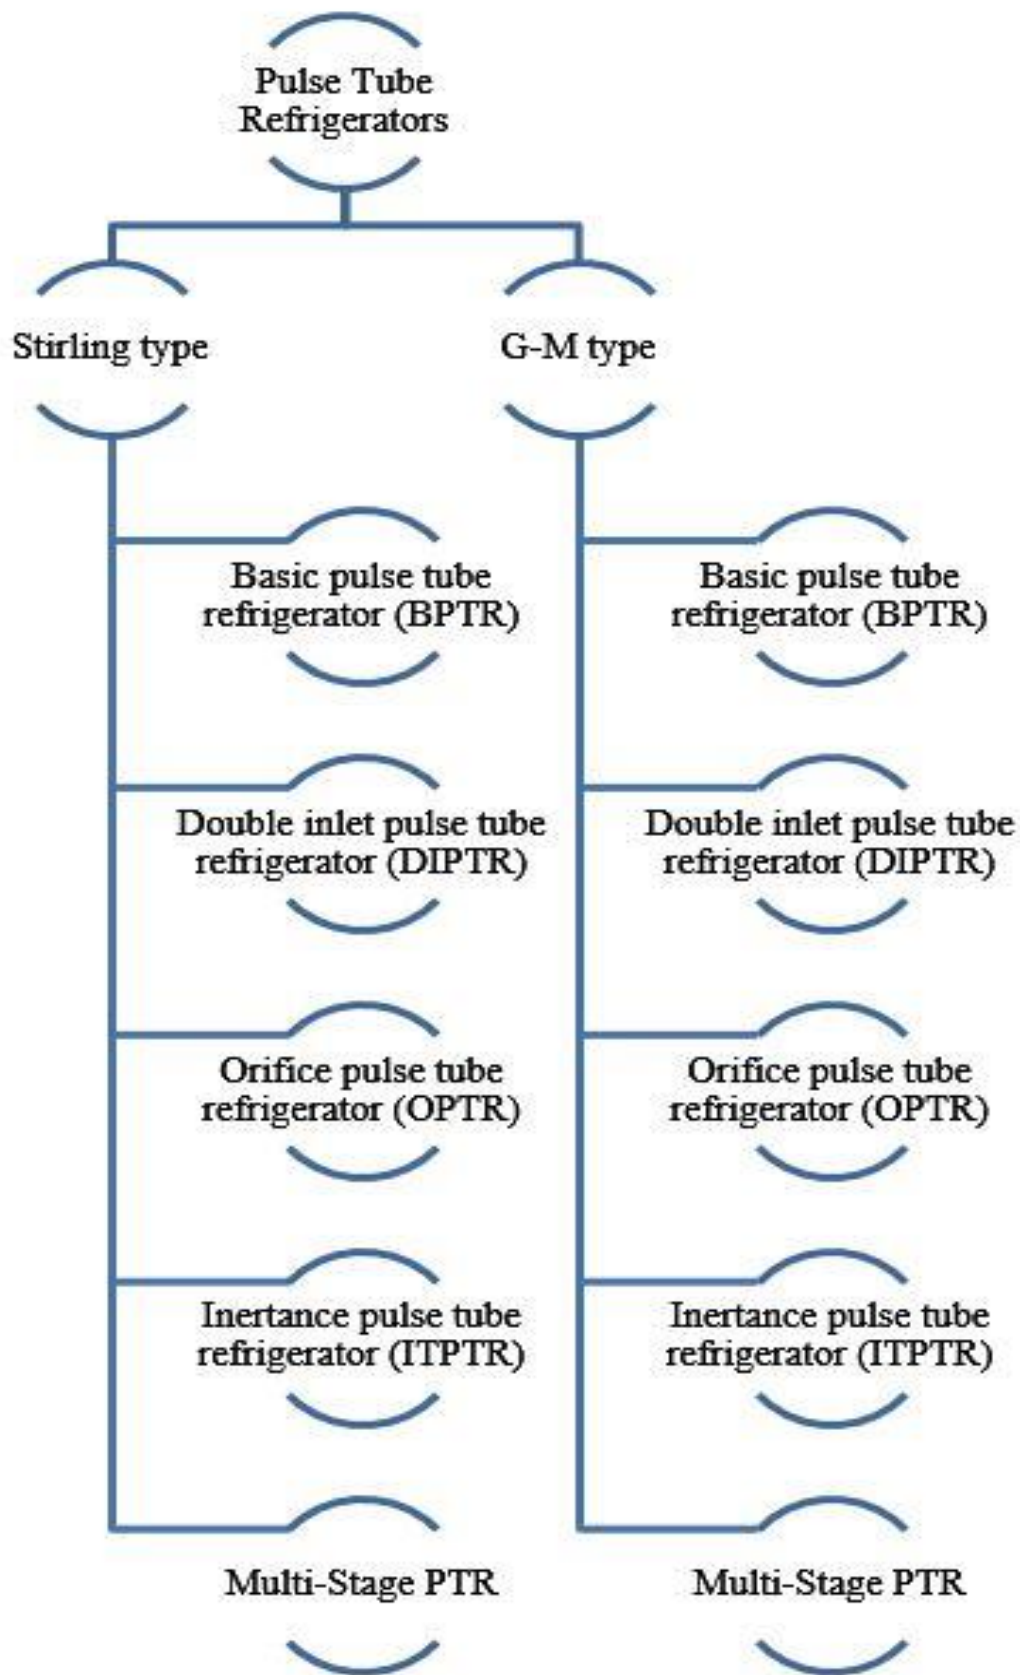 Pulse Tube
Refrigerators
Stirling type
G-M type
Basic pulse tube
refrigerator (BPTR)
Basic pulse tube
refrigerator (BPTR)
Double inlet pulse tube
refrigerator (DIPTR)
Double inlet pulse tube
refrigerator (DIPTR)
Orifice pulse tube
refrigerator (OPTR)
Orifice pulse tube
refrigerator (OPTR)
Inertance pulse tube
refrigerator (ITPTR)
Inertance pulse tube
refrigerator (ITPTR)
Multi-Stage PTR
Multi-Stage PTR